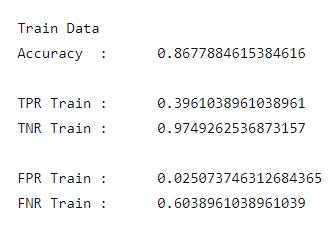 Train Data
Accuracy  :      0.8677884615384616
TPR Train :      0.3961038961038961
TNR Train :      0.9749262536873157
FPR Train :      0.025073746312684365
FNR Train :      0.6038961038961039